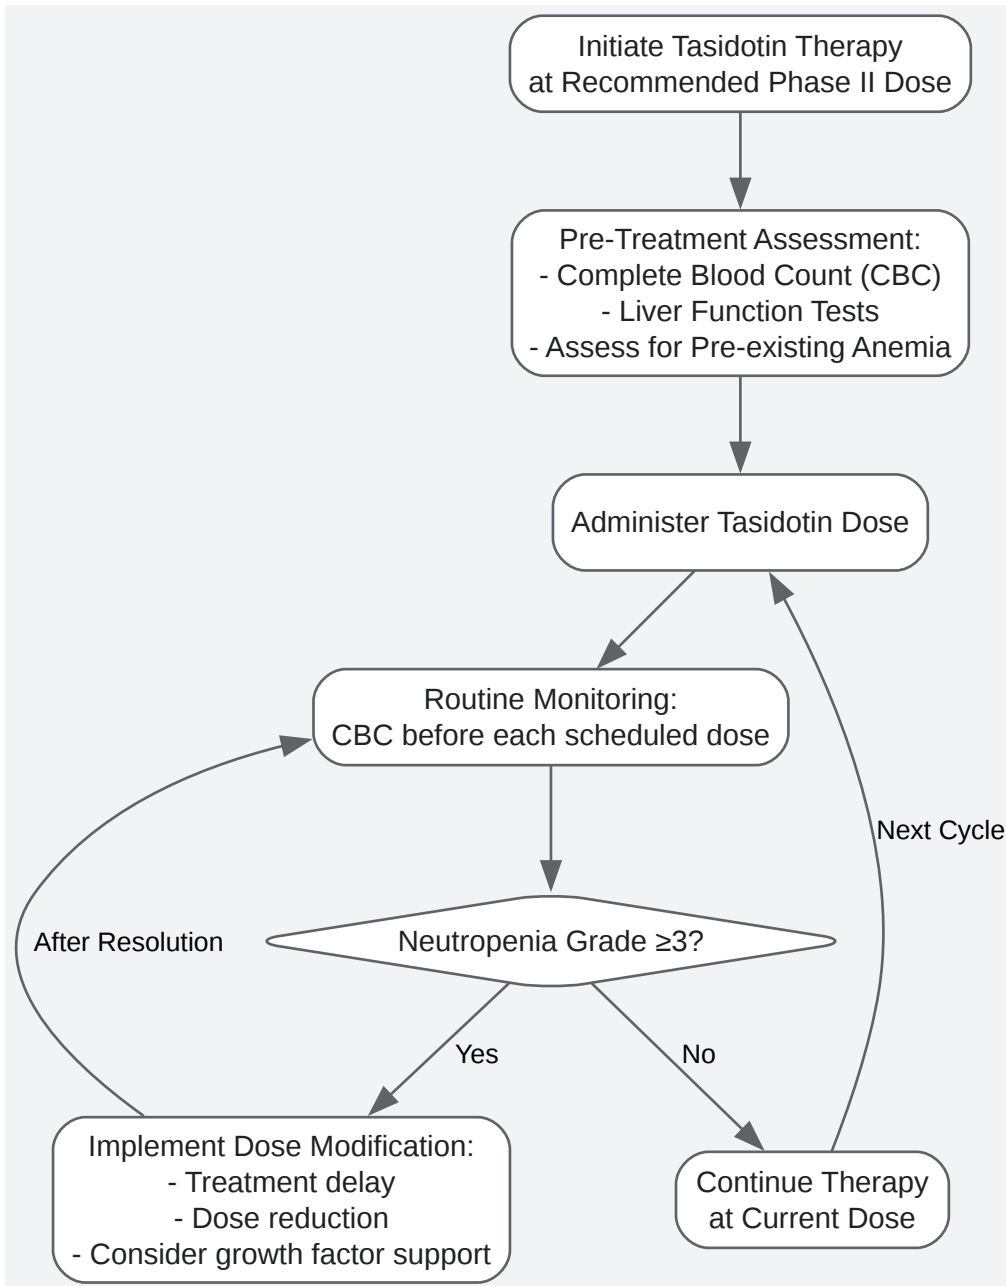 Initiate Tasidotin Therapy
at Recommended Phase II Dose
Pre-Treatment Assessment:
- Complete Blood Count (CBC)
- Liver Function Tests
- Assess for Pre-existing Anemia
Administer Tasidotin Dose
Routine Monitoring:
CBC before each scheduled dose
Next Cycle
After Resolution
Neutropenia Grade ≥3?
Yes
No
Implement Dose Modification:
- Treatment delay
- Dose reduction
- Consider growth factor support
Continue Therapy
at Current Dose